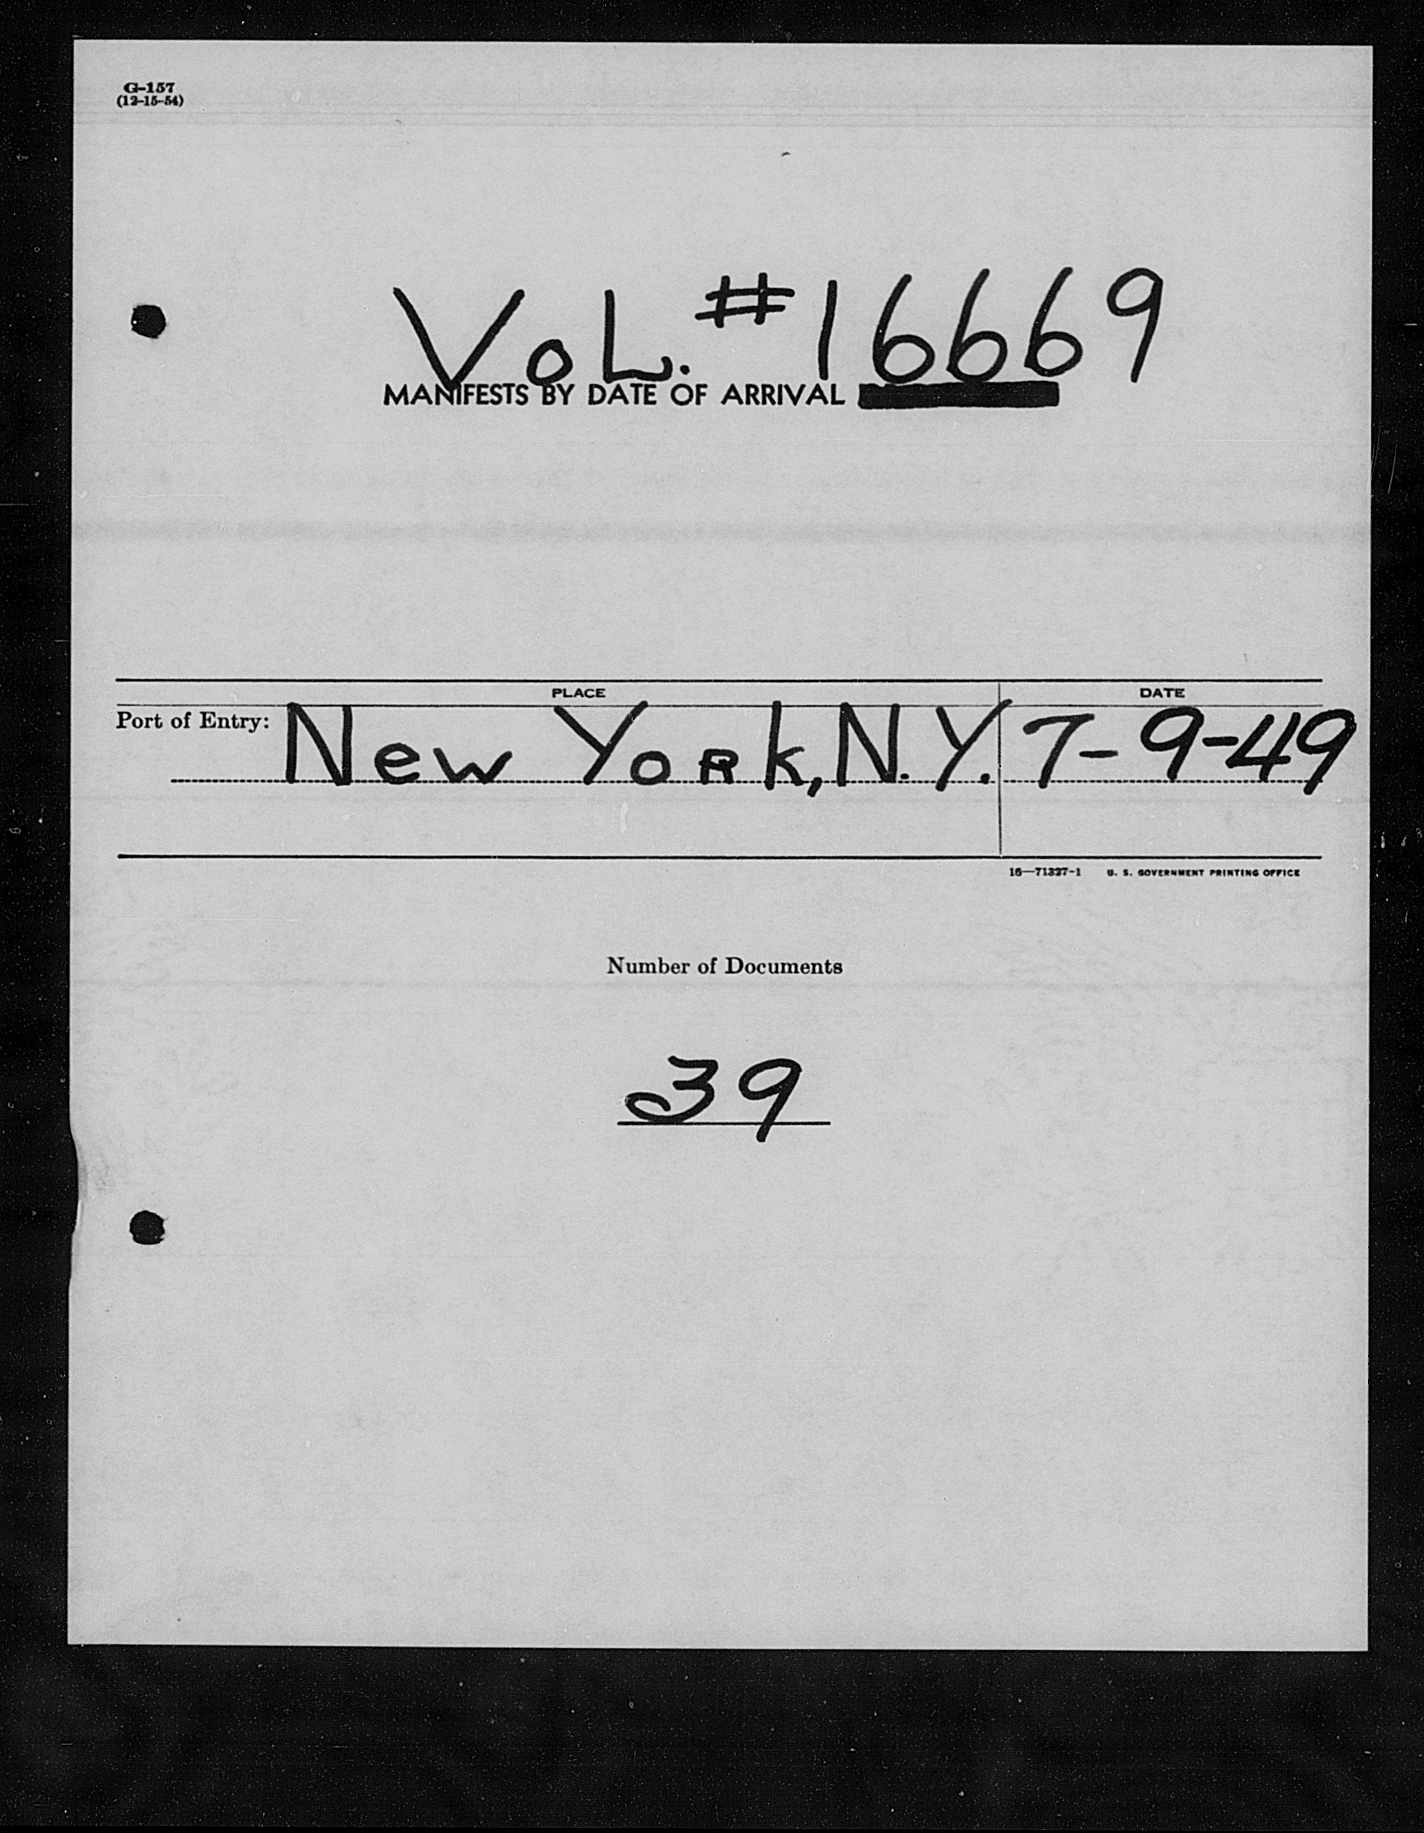 G-157
(12-15-54)
VoL. #16669
MANIFESTS BY DATE OF ARRIVAL
PLACE DATE
Port of Entry: New York, N.Y. 7-9-49
16—71327-1 U. S. GOVERNMENT PRINTING OFFICE
Number of Documents
39